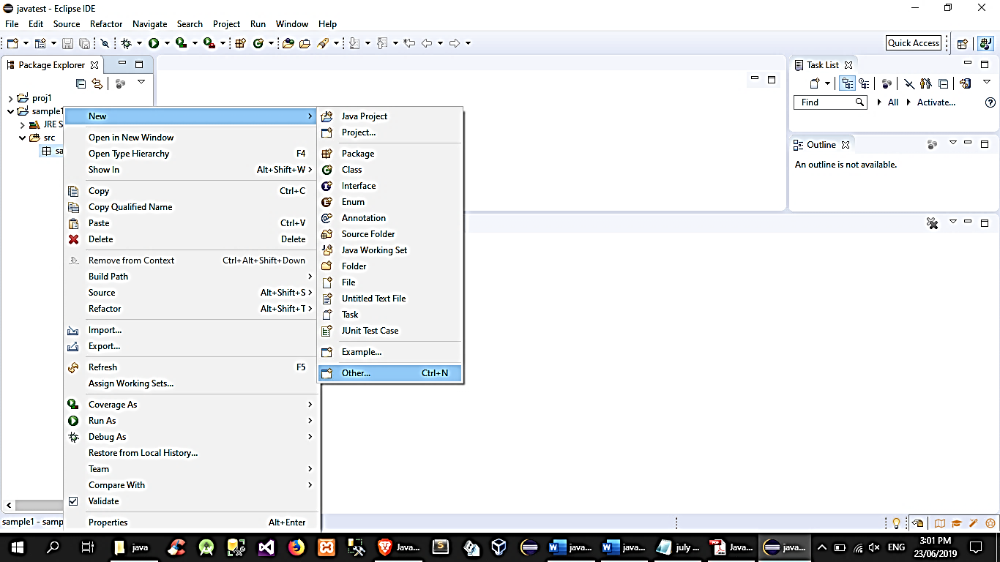 javatest - Eclipse IDE
File Edit Source Refactor Navigate Search Project Run Window Help
Quick Access
Package Explorer
proj1
sample1
JRE S
src
sa
New
Open in New Window
Open Type Hierarchy F4
Show In Alt+Shift+W
Copy Ctrl+C
Copy Qualified Name
Paste Ctrl+V
Delete Delete
Remove from Context Ctrl+Alt+Shift+Down
Build Path
Source Alt+Shift+S
Refactor Alt+Shift+T
Import...
Export...
Refresh F5
Assign Working Sets...
Coverage As
Run As
Debug As
Restore from Local History...
Team
Compare With
Validate
Properties Alt+Enter
Java Project
Project...
Package
Class
Interface
Enum
Annotation
Source Folder
Java Working Set
Folder
File
Untitled Text File
Task
JUnit Test Case
Example...
Other... Ctrl+N
Task List
Find All Activate...
Outline
An outline is not available.
sample1 - samp
java Java... java... java... july ... Java... java... ENG
3:01 PM
23/06/2019